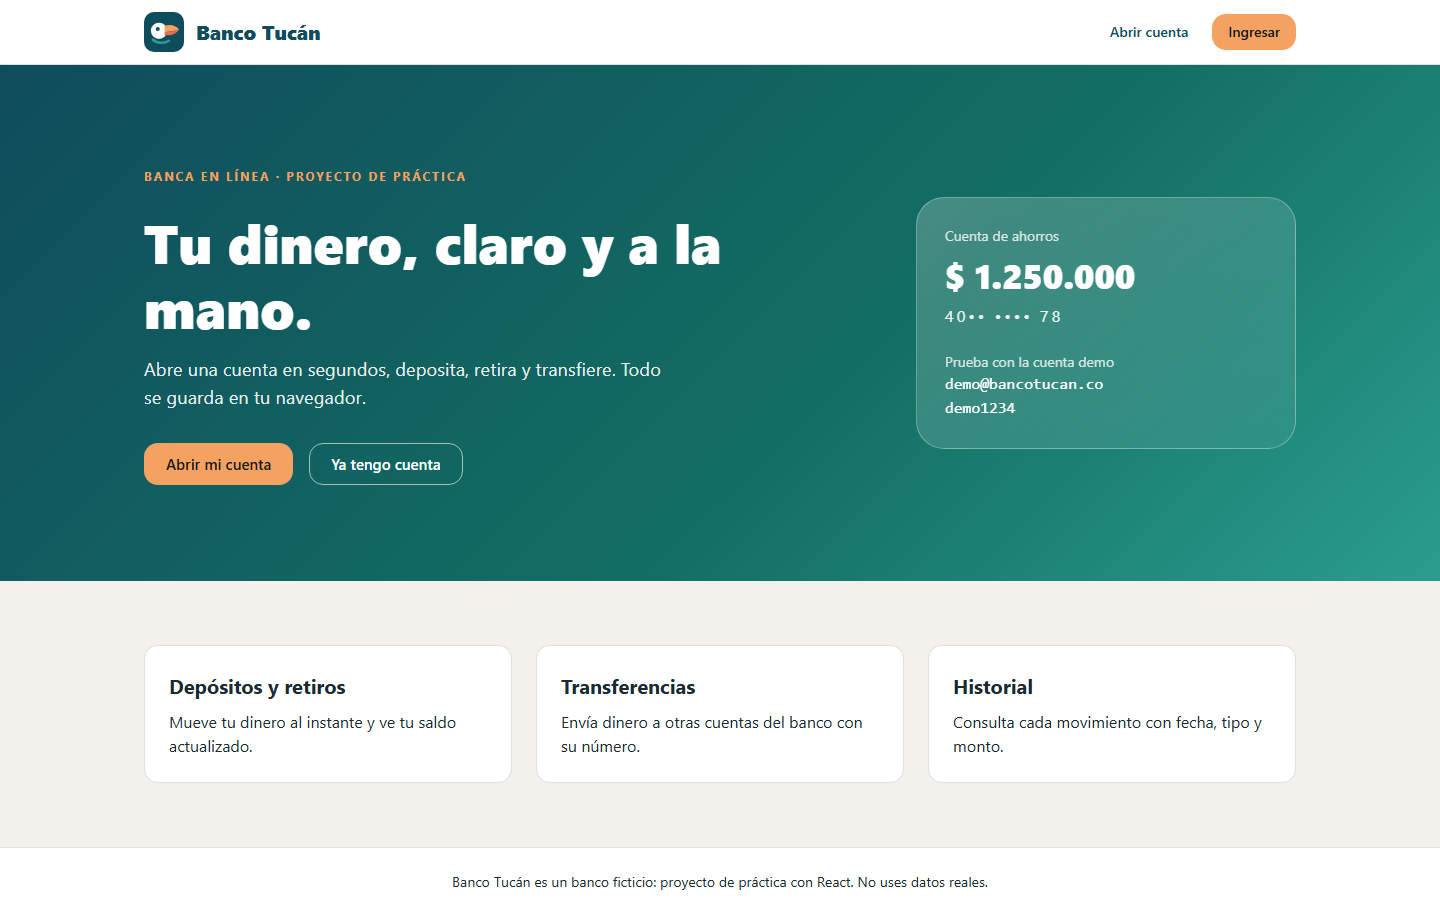 Banco Tucán
Abrir cuenta
Ingresar
BANCA EN LÍNEA · PROYECTO DE PRÁCTICA
Tu dinero, claro y a la
mano.
Abre una cuenta en segundos, deposita, retira y transfiere. Todo
se guarda en tu navegador.
Abrir mi cuenta
Ya tengo cuenta
Cuenta de ahorros
$ 1.250.000
40•• •••• 78
Prueba con la cuenta demo
demo@bancotucan.co
demo1234
Depósitos y retiros
Mueve tu dinero al instante y ve tu saldo
actualizado.
Transferencias
Envía dinero a otras cuentas del banco con
su número.
Historial
Consulta cada movimiento con fecha, tipo y
monto.
Banco Tucán es un banco ficticio: proyecto de práctica con React. No uses datos reales.